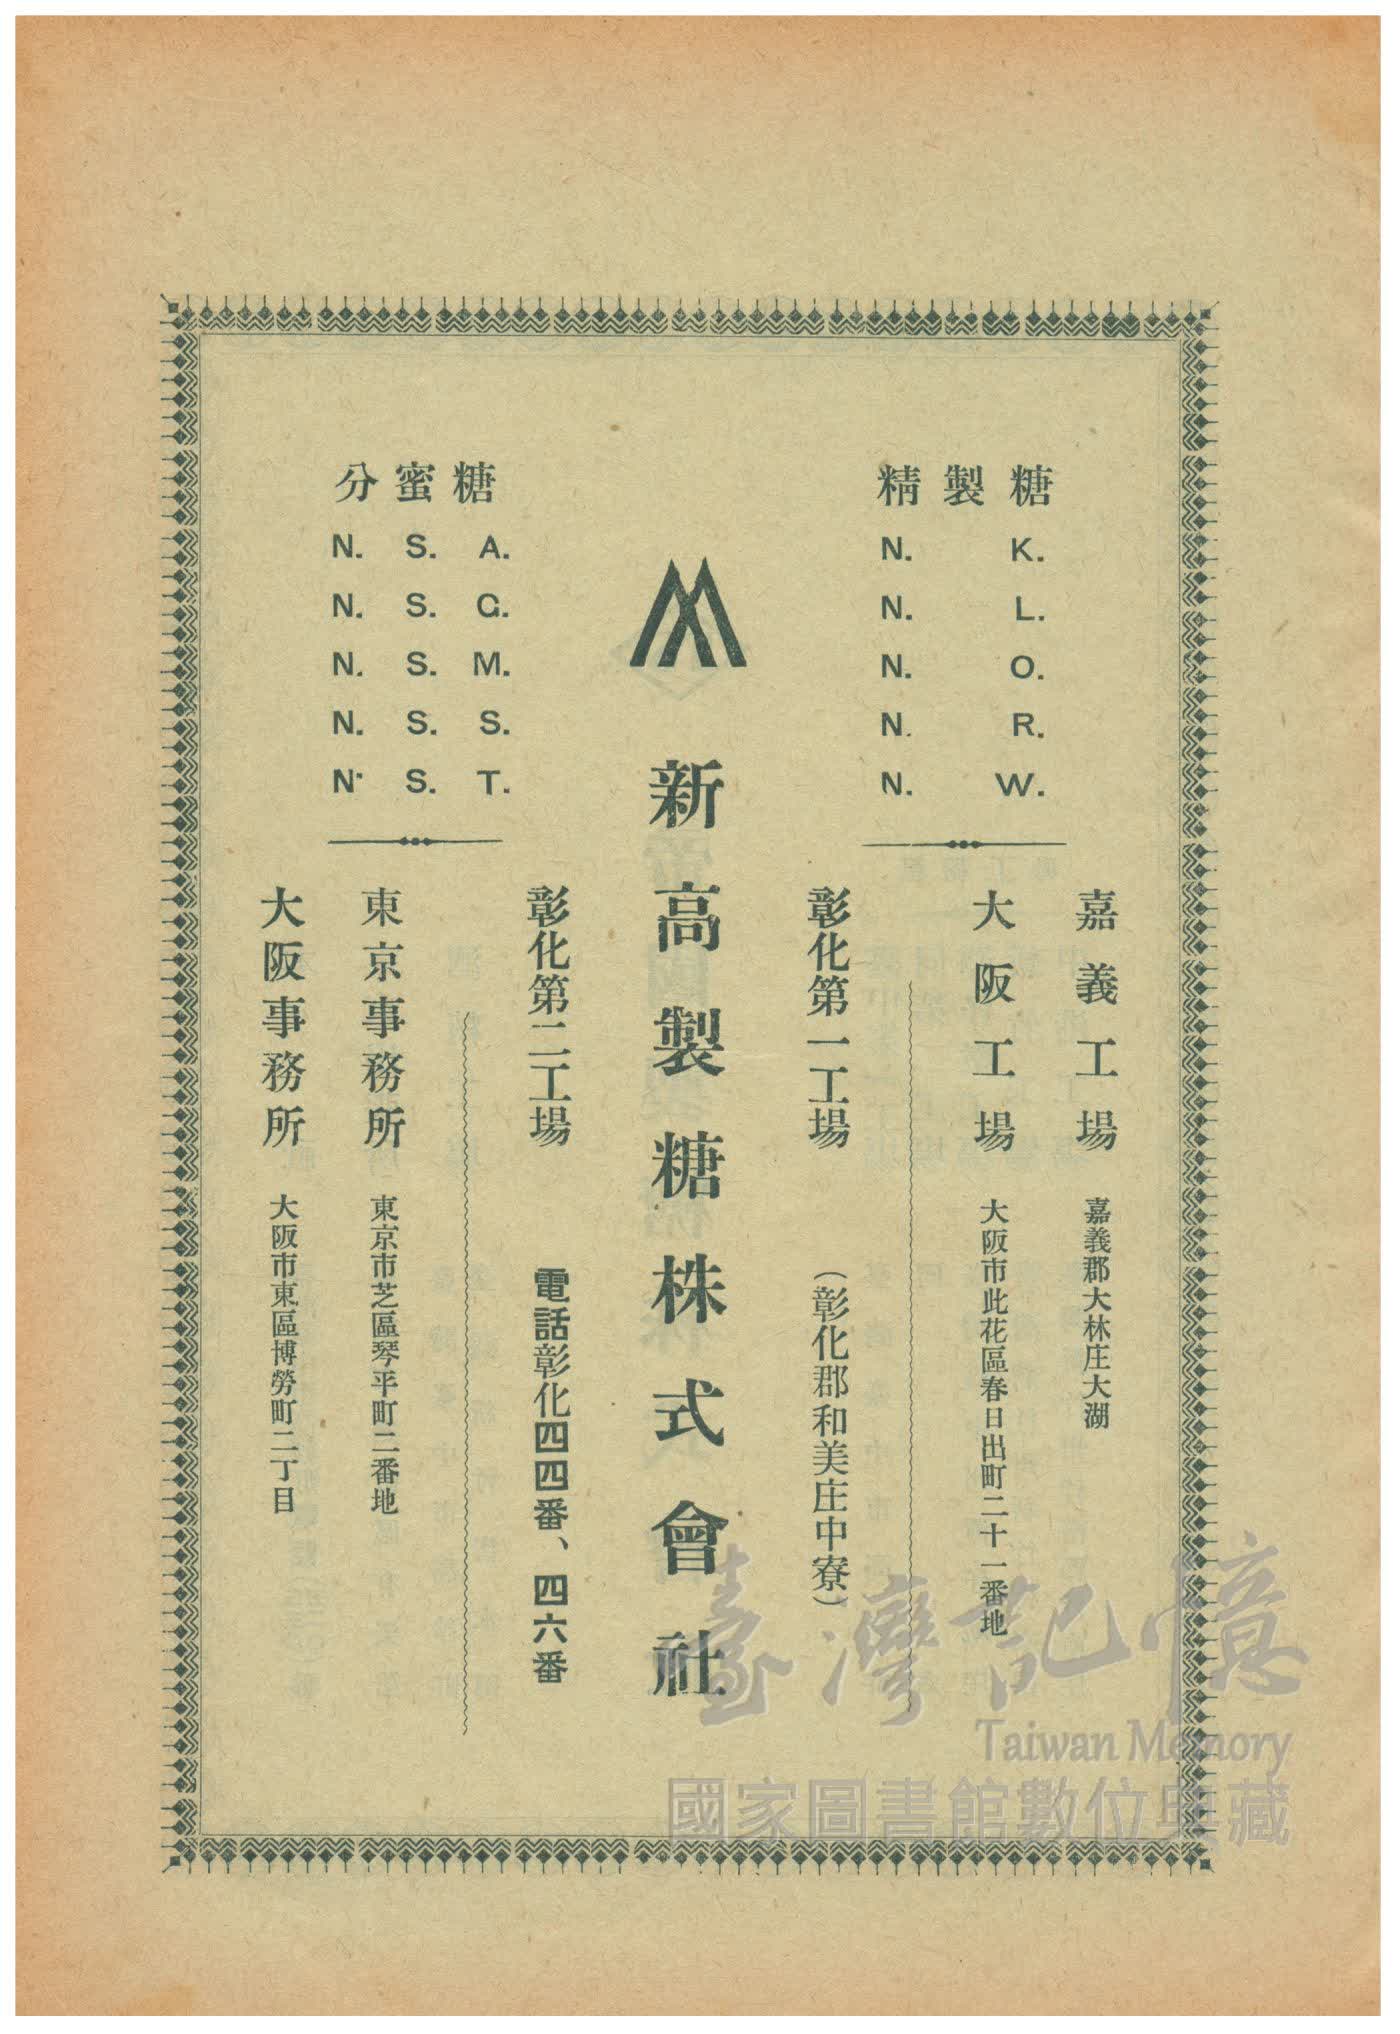 精製糖
N. K.
N. L.
N. O.
N. R.
N. W.
分蜜糖
N. S. A.
N. S. G.
N. S. M.
N. S. S.
N. S. T.
嘉義工場 嘉義郡大林庄大湖
大阪工場 大阪市此花區春日出町二十一番地
彰化第一工場 (彰化郡和美庄中寮)
新高製糖株式會社
彰化第二工場 電話彰化四四番、四六番
東京事務所 東京市芝區琴平町二番地
大阪事務所 大阪市東區博勞町二丁目
臺灣記憶
Taiwan Memory
國家圖書館數位典藏